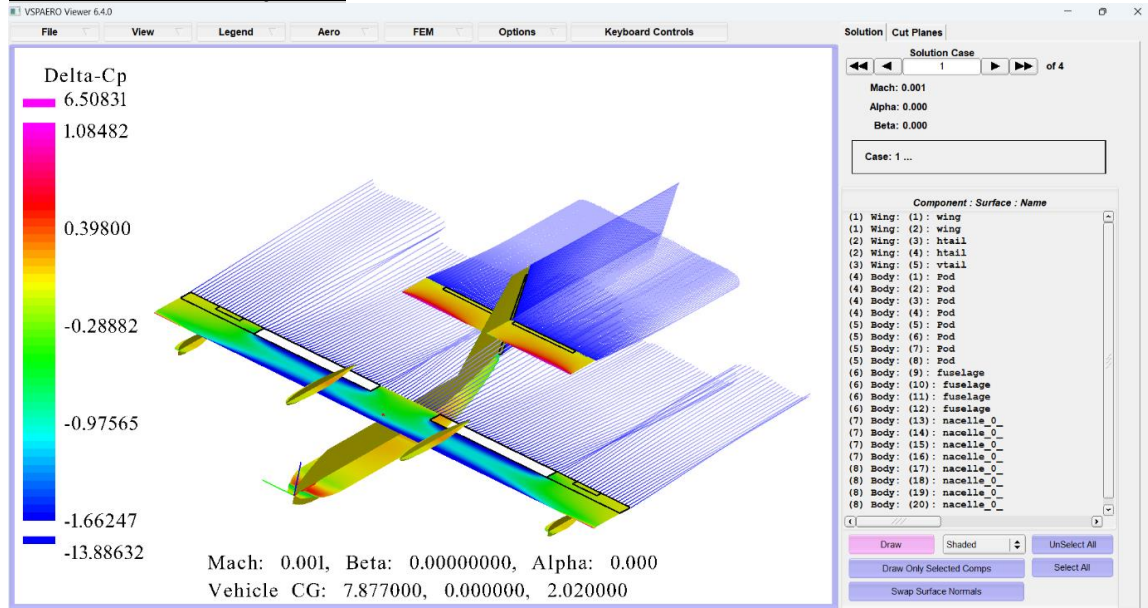 VSPAERO Viewer 6.4.0
File View Legend Aero FEM Options Keyboard Controls
Delta-Cp
6.50831
1.08482
0.39800
-0.28882
-0.97565
-1.66247
-13.88632
Mach: 0.001, Beta: 0.00000000, Alpha: 0.000
Vehicle CG: 7.877000, 0.000000, 2.020000
Solution Cut Planes
Solution Case
1 of 4
Mach: 0.001
Alpha: 0.000
Beta: 0.000
Case: 1 ...
Component : Surface : Name
(1) Wing: (1): wing
(1) Wing: (2): wing
(2) Wing: (3): htail
(2) Wing: (4): htail
(3) Wing: (5): vtail
(4) Body: (1): Pod
(4) Body: (2): Pod
(4) Body: (3): Pod
(4) Body: (4): Pod
(5) Body: (5): Pod
(5) Body: (6): Pod
(5) Body: (7): Pod
(5) Body: (8): Pod
(6) Body: (9): fuselage
(6) Body: (10): fuselage
(6) Body: (11): fuselage
(6) Body: (12): fuselage
(7) Body: (13): nacelle_0_
(7) Body: (14): nacelle_0_
(7) Body: (15): nacelle_0_
(7) Body: (16): nacelle_0_
(8) Body: (17): nacelle_0_
(8) Body: (18): nacelle_0_
(8) Body: (19): nacelle_0_
(8) Body: (20): nacelle_0_
Draw Shaded UnSelect All
Draw Only Selected Comps Select All
Swap Surface Normals